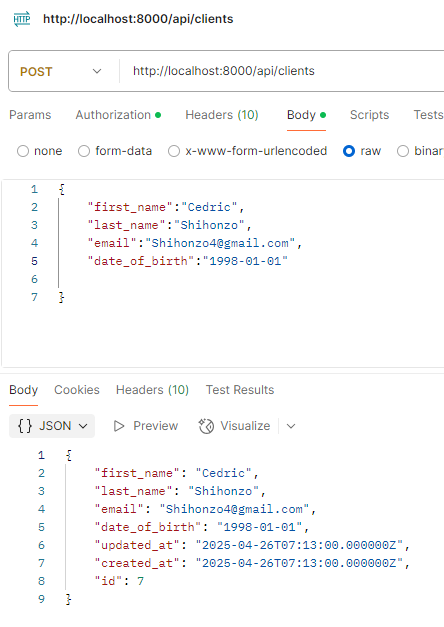 HTTP http://localhost:8000/api/clients
POST http://localhost:8000/api/clients
Params Authorization Headers (10) Body Scripts Tests
none form-data x-www-form-urlencoded raw binar
1 {
2 "first_name":"Cedric",
3 "last_name":"Shihonzo",
4 "email":"Shihonzo4@gmail.com",
5 "date_of_birth":"1998-01-01"
6
7 }
Body Cookies Headers (10) Test Results
{} JSON Preview Visualize
1 {
2 "first_name": "Cedric",
3 "last_name": "Shihonzo",
4 "email": "Shihonzo4@gmail.com",
5 "date_of_birth": "1998-01-01",
6 "updated_at": "2025-04-26T07:13:00.000000Z",
7 "created_at": "2025-04-26T07:13:00.000000Z",
8 "id": 7
9 }